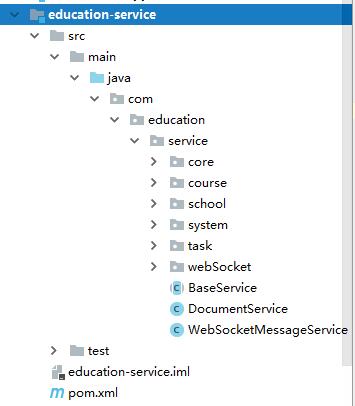 education-service
src
main
java
com
education
service
core
course
school
system
task
webSocket
BaseService
DocumentService
WebSocketMessageService
test
education-service.iml
pom.xml